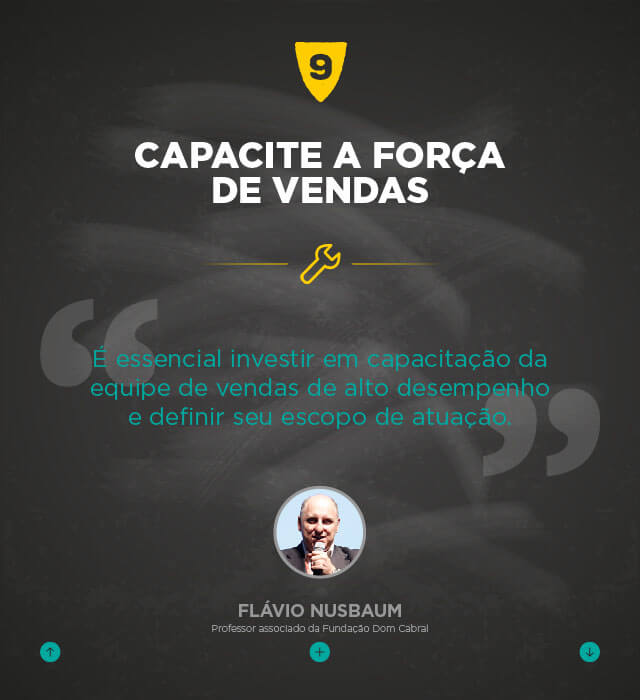 9
CAPACITE A FORÇA
DE VENDAS
É essencial investir em capacitação da
equipe de vendas de alto desempenho
e definir seu escopo de atuação.
FLÁVIO NUSBAUM
Professor associado da Fundação Dom Cabral